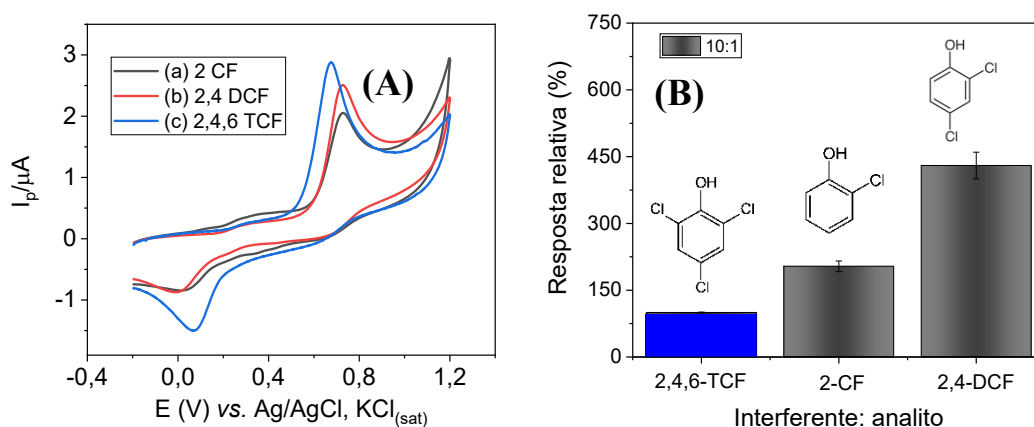 (A)
(a) 2 CF
(b) 2,4 DCF
(c) 2,4,6 TCF
I_p/µA
3
2
1
0
-1
-0,4
0,0
0,4
0,8
1,2
E (V) vs. Ag/AgCl, KCl(sat)
(B)
10:1
Resposta relativa (%)
750
600
450
300
150
0
OH
Cl
Cl
Cl
OH
Cl
OH
Cl
Cl
2,4,6-TCF
2-CF
2,4-DCF
Interferente: analito